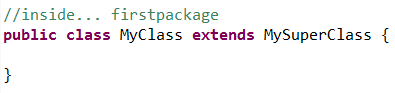 //inside... firstpackage
public class MyClass extends MySuperClass {
}